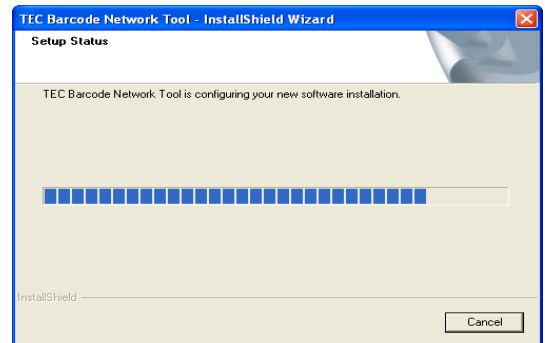 TEC Barcode Network Tool - InstallShield Wizard
Setup Status
TEC Barcode Network Tool is configuring your new software installation.
InstallShield
Cancel